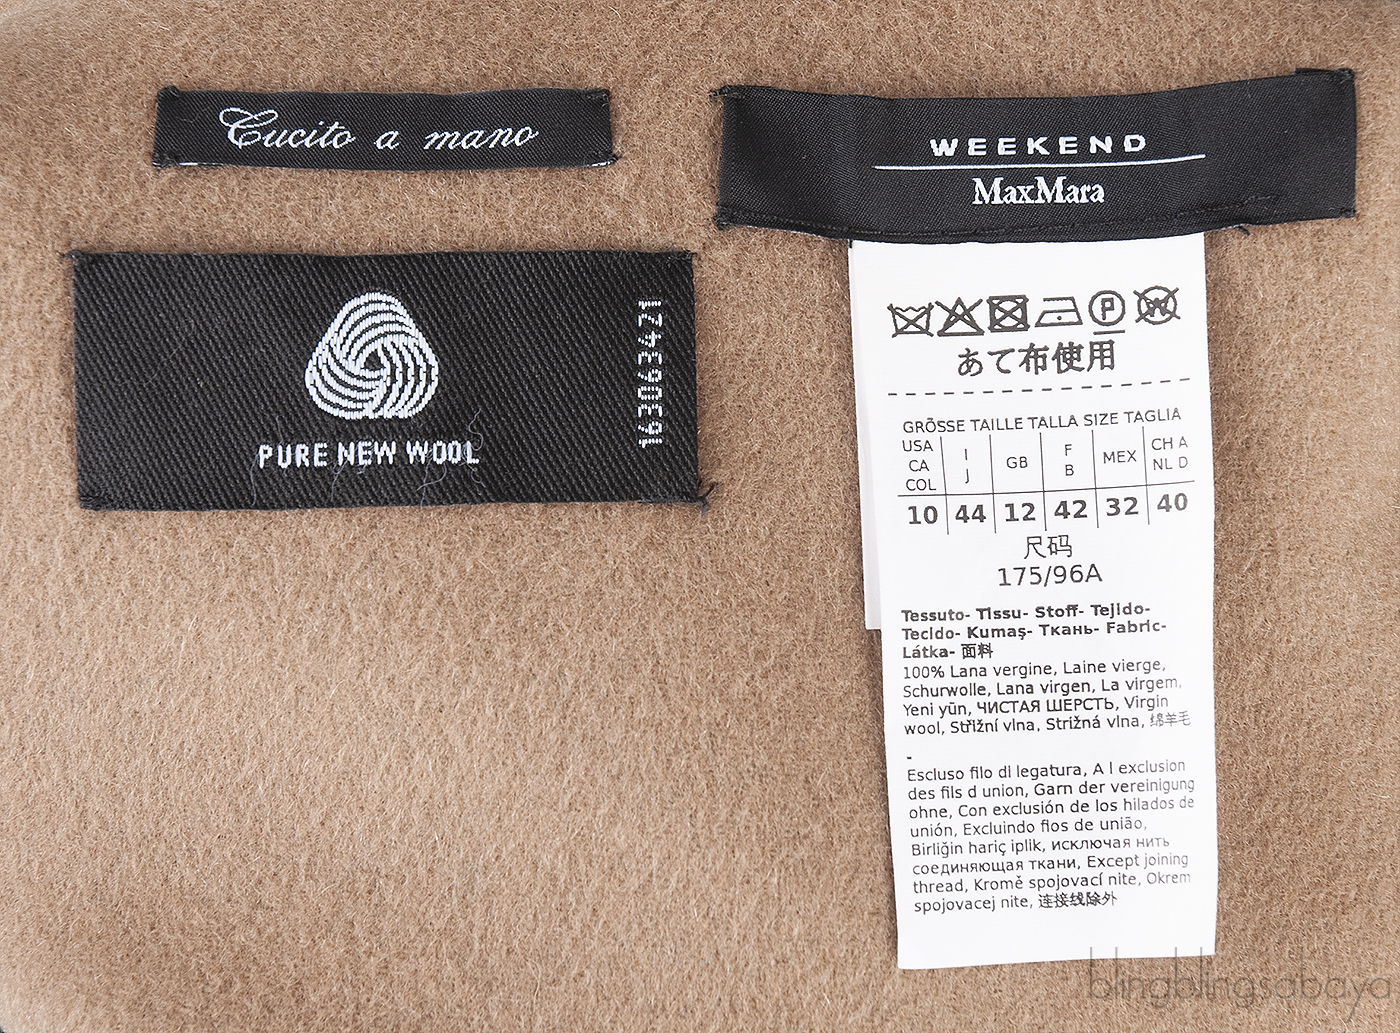 Cucito a mano
PURE NEW WOOL
163093421
WEEKEND
MaxMara
P W
あて布使用
GRÖSSE TAILLE TALLA SIZE TAGLIA
USA CA COL I J GB F B MEX CH A NL D
10 44 12 42 32 40
尺码
175/96A
Tessuto- Tissu- Stoff- Tejido-
Tecido- Kumaş- Ткань- Fabric-
Látka- 面料
100% Lana vergine, Laine vierge,
Schurwolle, Lana virgen, La virgem,
Yeni yün, ЧИСТАЯ ШЕРСТЬ, Virgin
wool, Střižní vlna, Strižná vlna, 绵羊毛
-
Escluso filo di legatura, A l exclusion
des fils d union, Garn der vereinigung
ohne, Con exclusión de los hilados de
unión, Excluindo fios de união,
Birliğin hariç iplik, исключая нить
соединяющая ткани, Except joining
thread, Kromě spojovací nite, Okrem
spojovacej nite, 连接线除外
blingblingsabaya